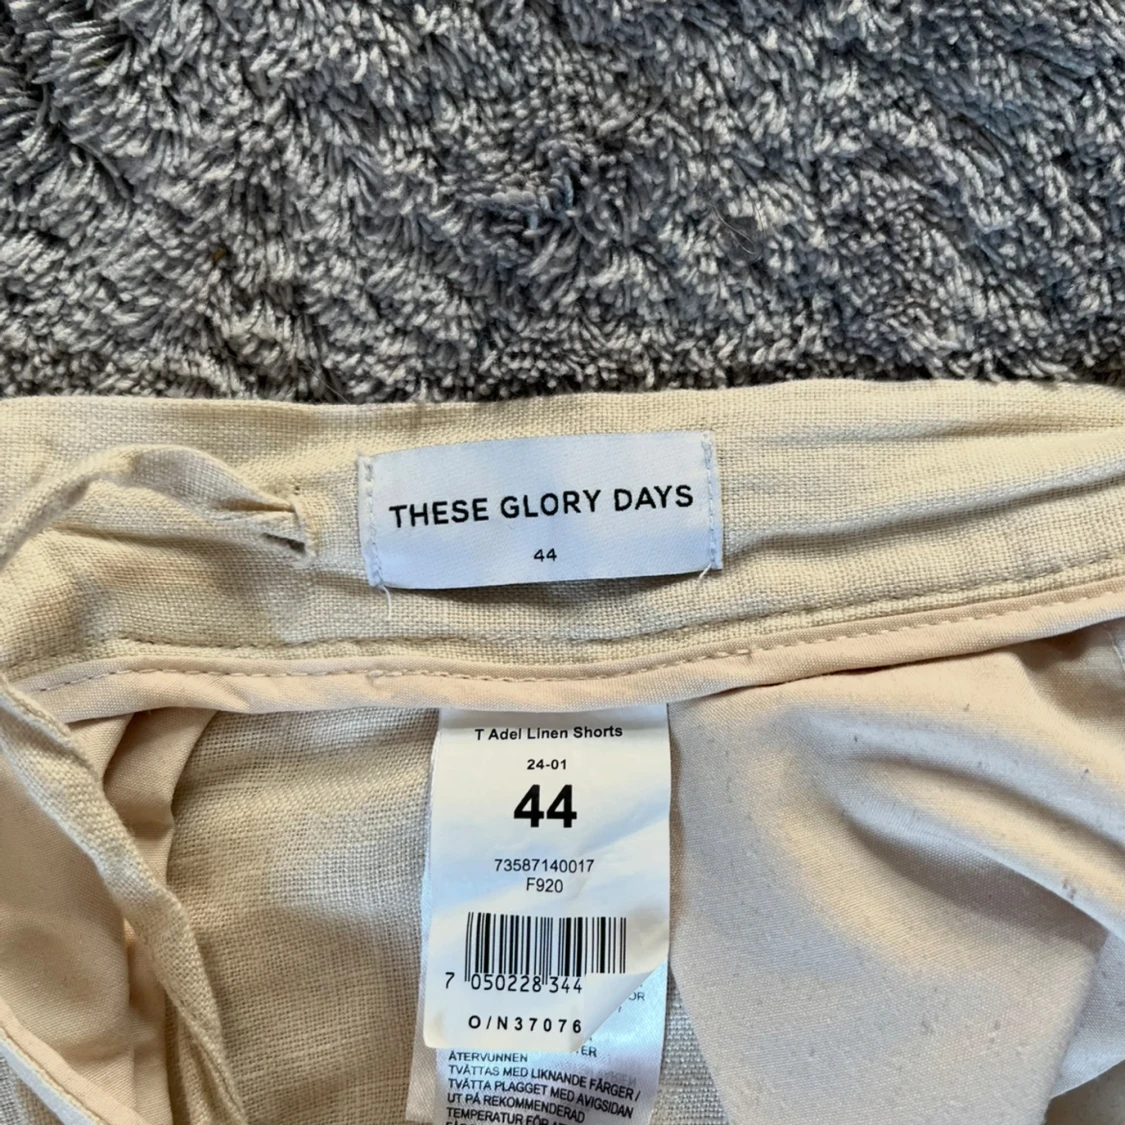 THESE GLORY DAYS
44
T Adel Linen Shorts
24-01
44
73587140017
F920
7 050228 344
O/N37076
ÅTERVUNNEN
TVÄTTAS MED LIKNANDE FÄRGER /
TVÄTTA PLAGGET MED AVIGSIDAN
UT PÅ REKOMMENDERAD